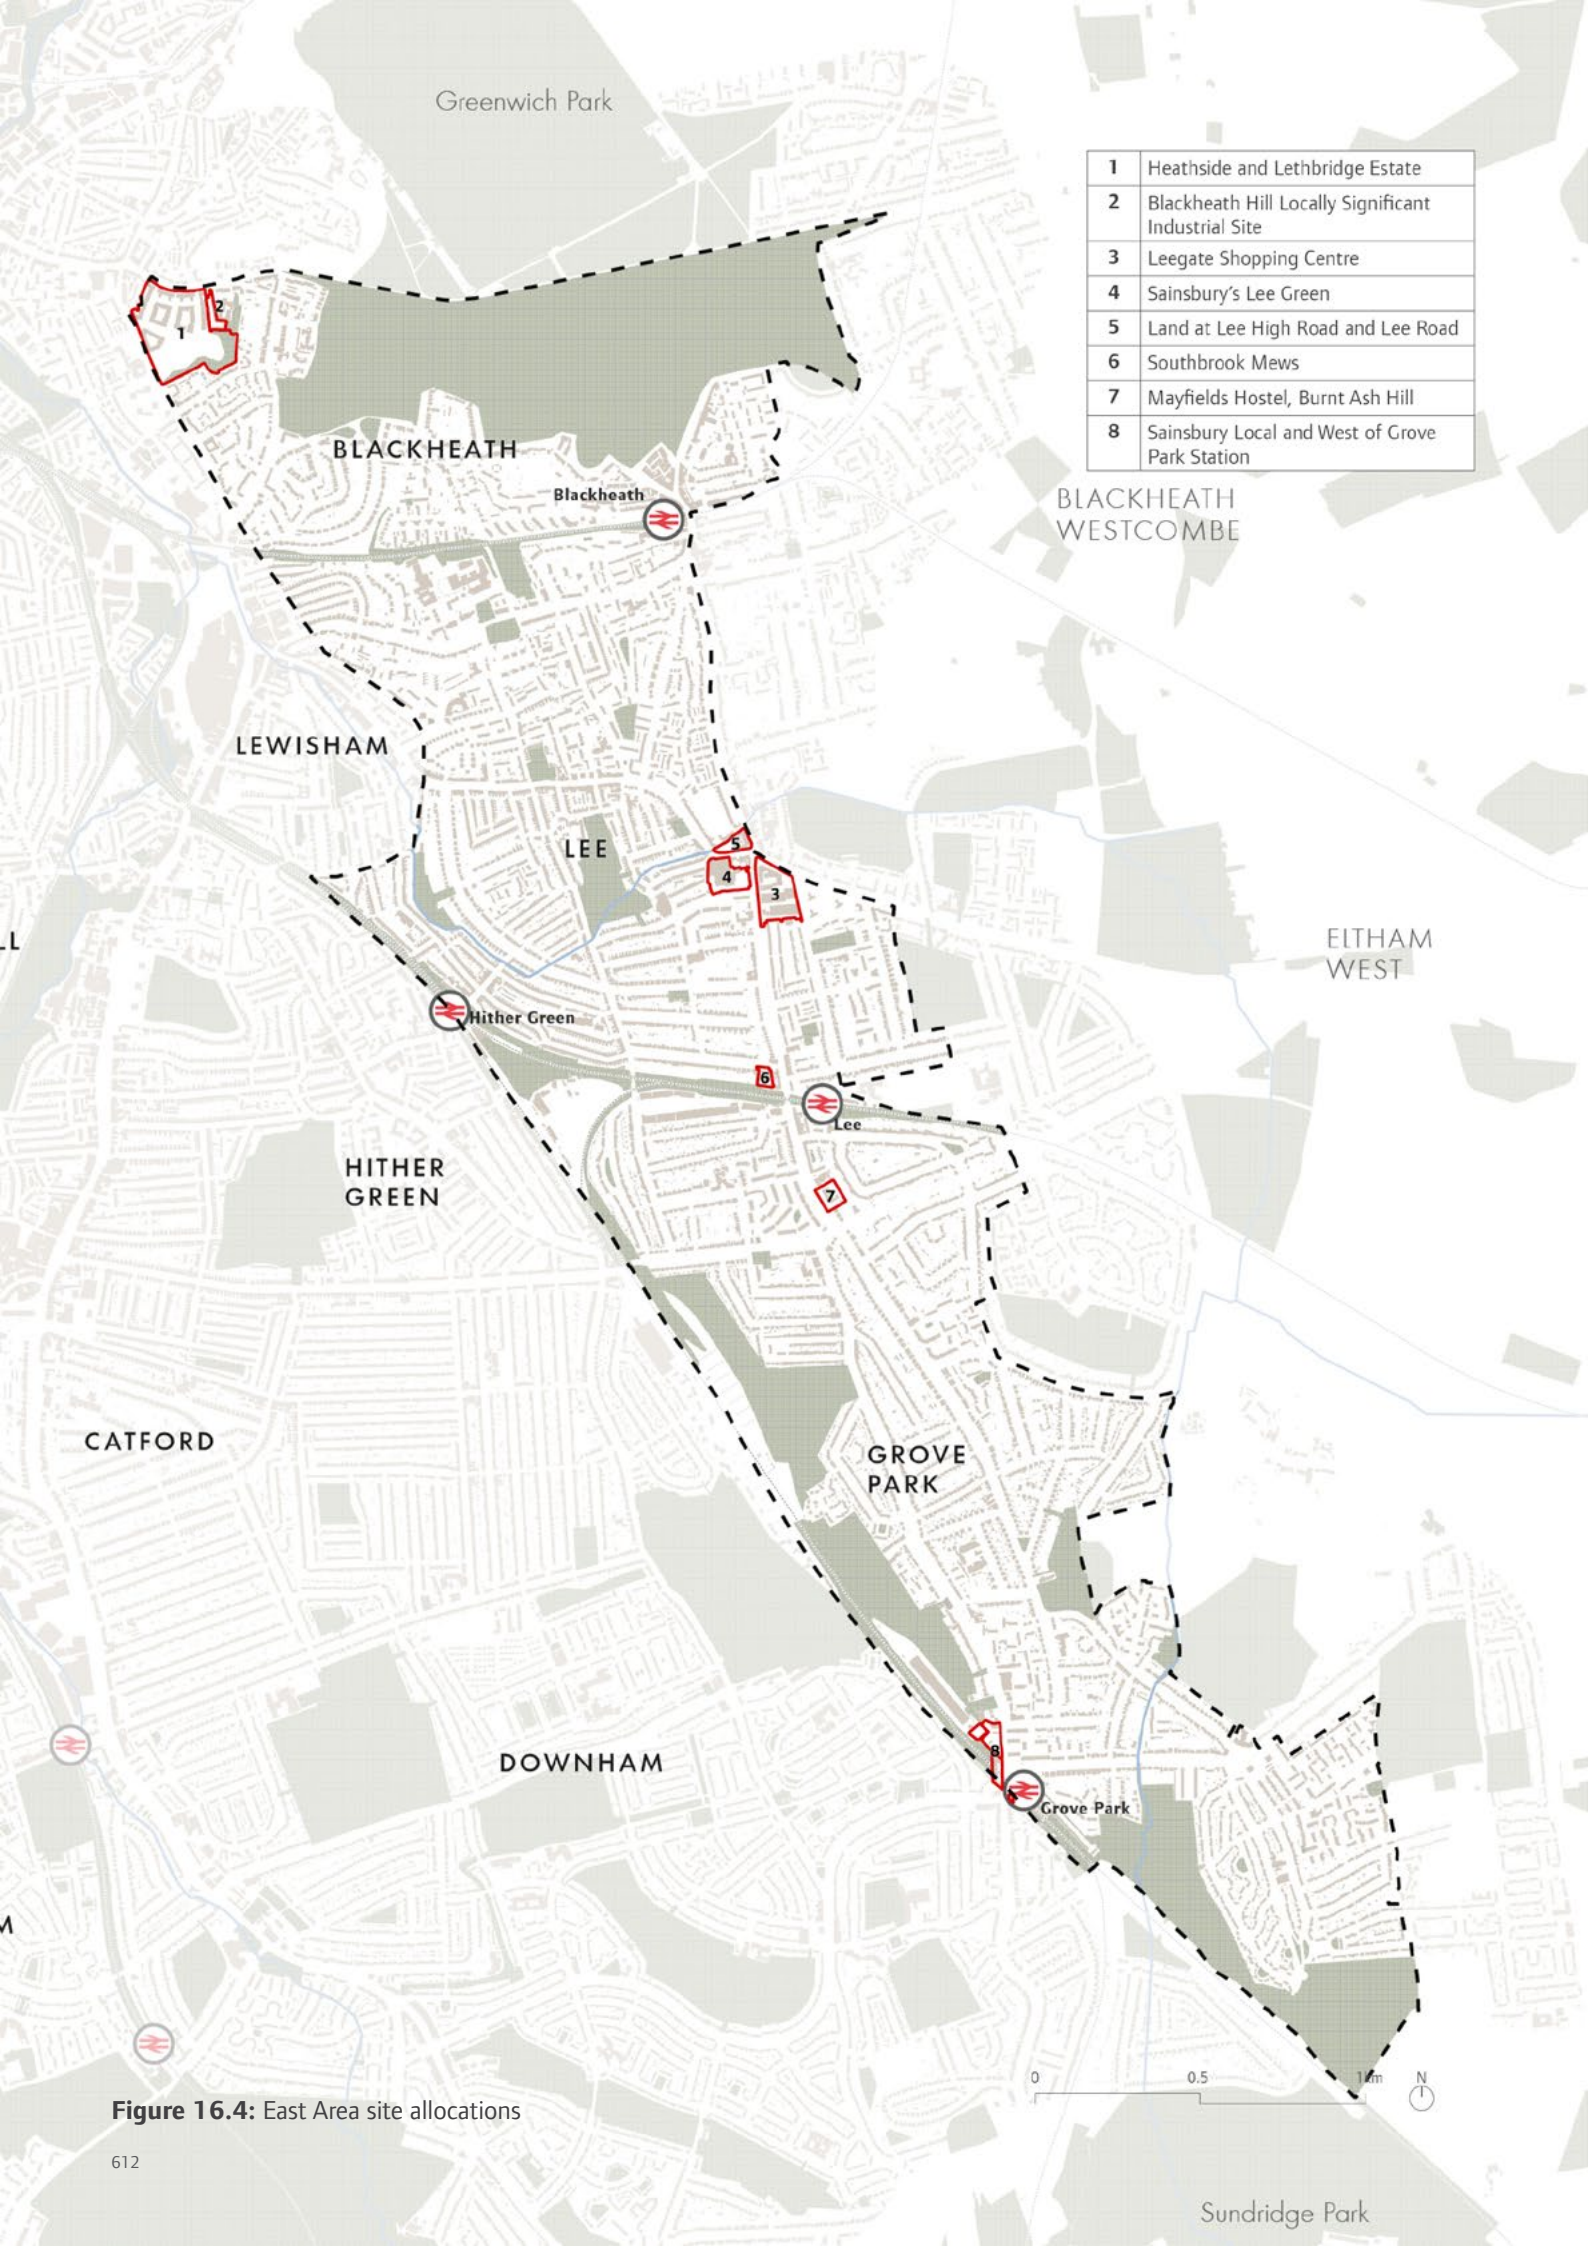 Greenwich Park
1 Heathside and Lethbridge Estate
2 Blackheath Hill Locally Significant
Industrial Site
3 Leegate Shopping Centre
4 Sainsbury's Lee Green
5 Land at Lee High Road and Lee Road
6 Southbrook Mews
7 Mayfields Hostel, Burnt Ash Hill
8 Sainsbury Local and West of Grove
Park Station
2
1
BLACKHEATH
Blackheath
BLACKHEATH
WESTCOMBE
LEWISHAM
5
LEE
4
3
LL
ELTHAM
WEST
Hither Green
6
Lee
HITHER
GREEN
7
CATFORD
GROVE
PARK
8
DOWNHAM
Grove Park
M
0 0.5 1km N
Figure 16.4: East Area site allocations
612
Sundridge Park